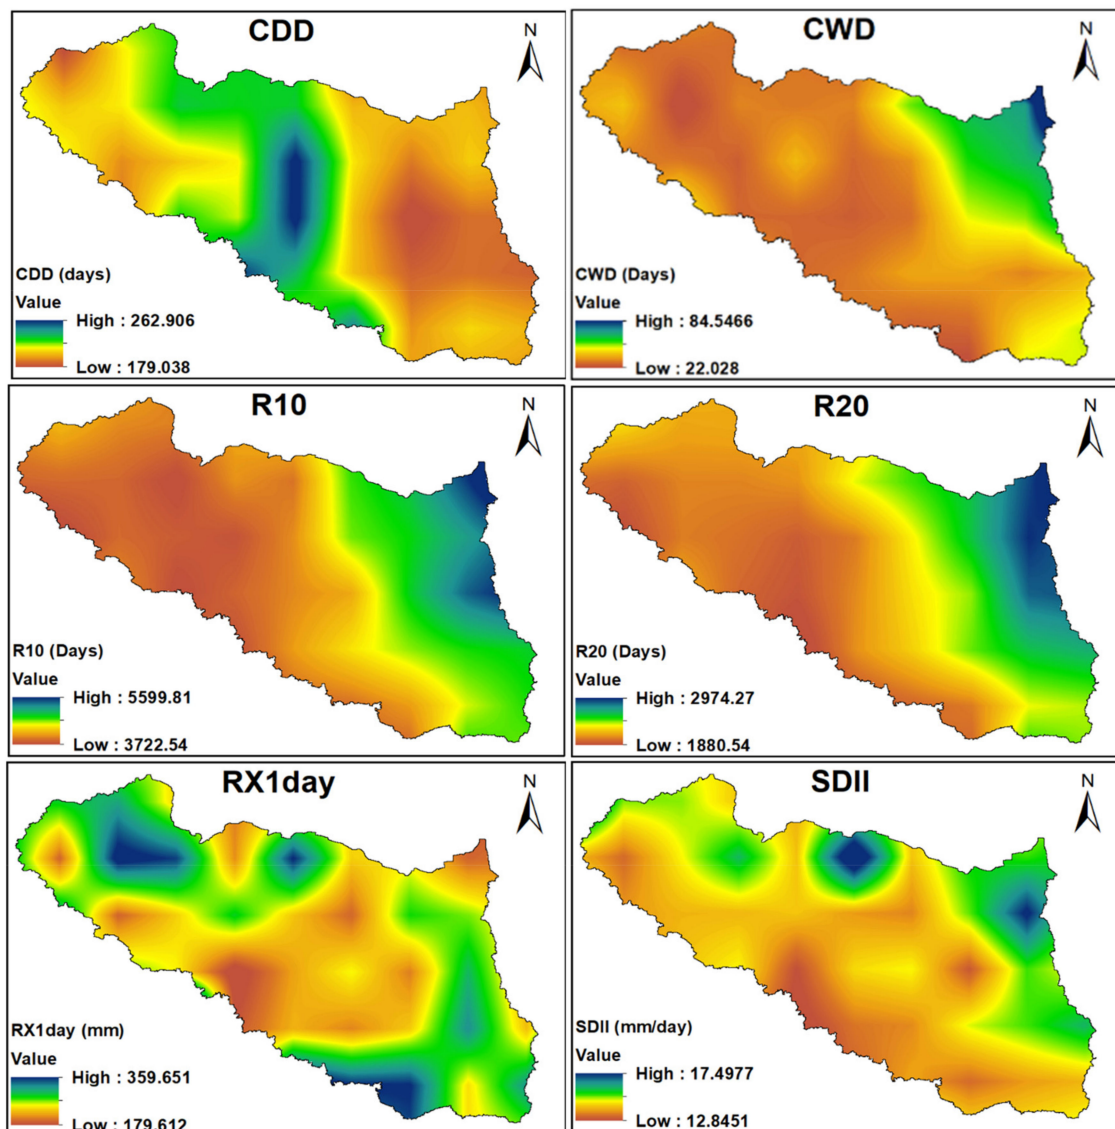 CDD
N
CDD (days)
Value
High : 262.906
Low : 179.038
CWD
N
CWD (Days)
Value
High : 84.5466
Low : 22.028
R10
N
R10 (Days)
Value
High : 5599.81
Low : 3722.54
R20
N
R20 (Days)
Value
High : 2974.27
Low : 1880.54
RX1day
N
RX1day (mm)
Value
High : 359.651
Low : 179.612
SDII
N
SDII (mm/day)
Value
High : 17.4977
Low : 12.8451